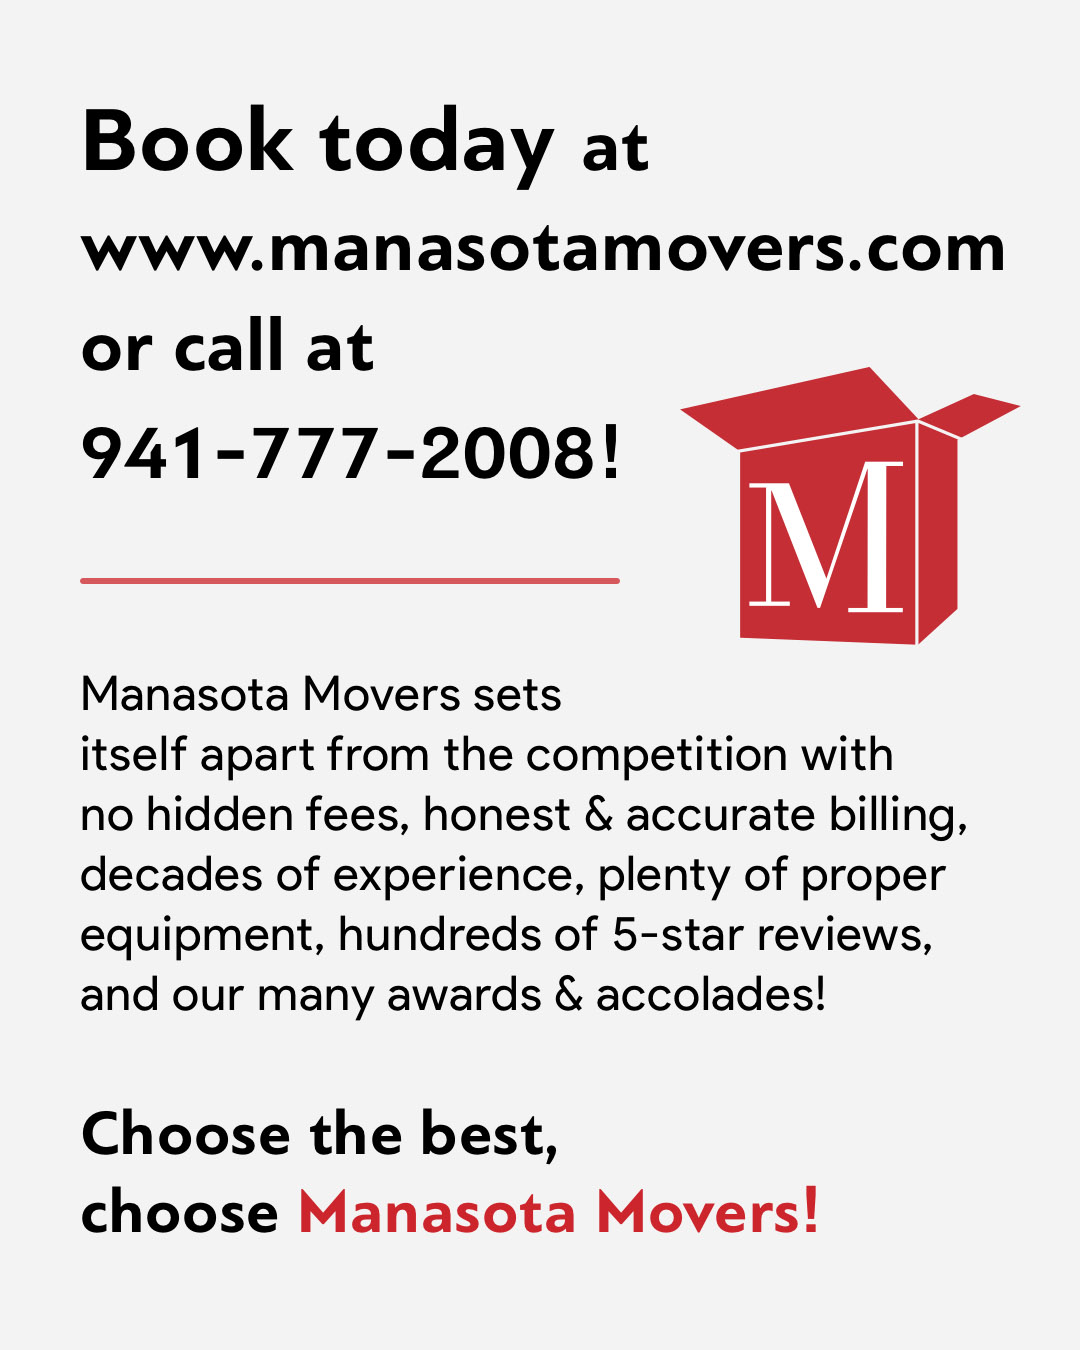 Book today at
www.manasotamovers.com
or call at
941-777-2008!
M
Manasota Movers sets
itself apart from the competition with
no hidden fees, honest & accurate billing,
decades of experience, plenty of proper
equipment, hundreds of 5-star reviews,
and our many awards & accolades!
Choose the best,
choose Manasota Movers!